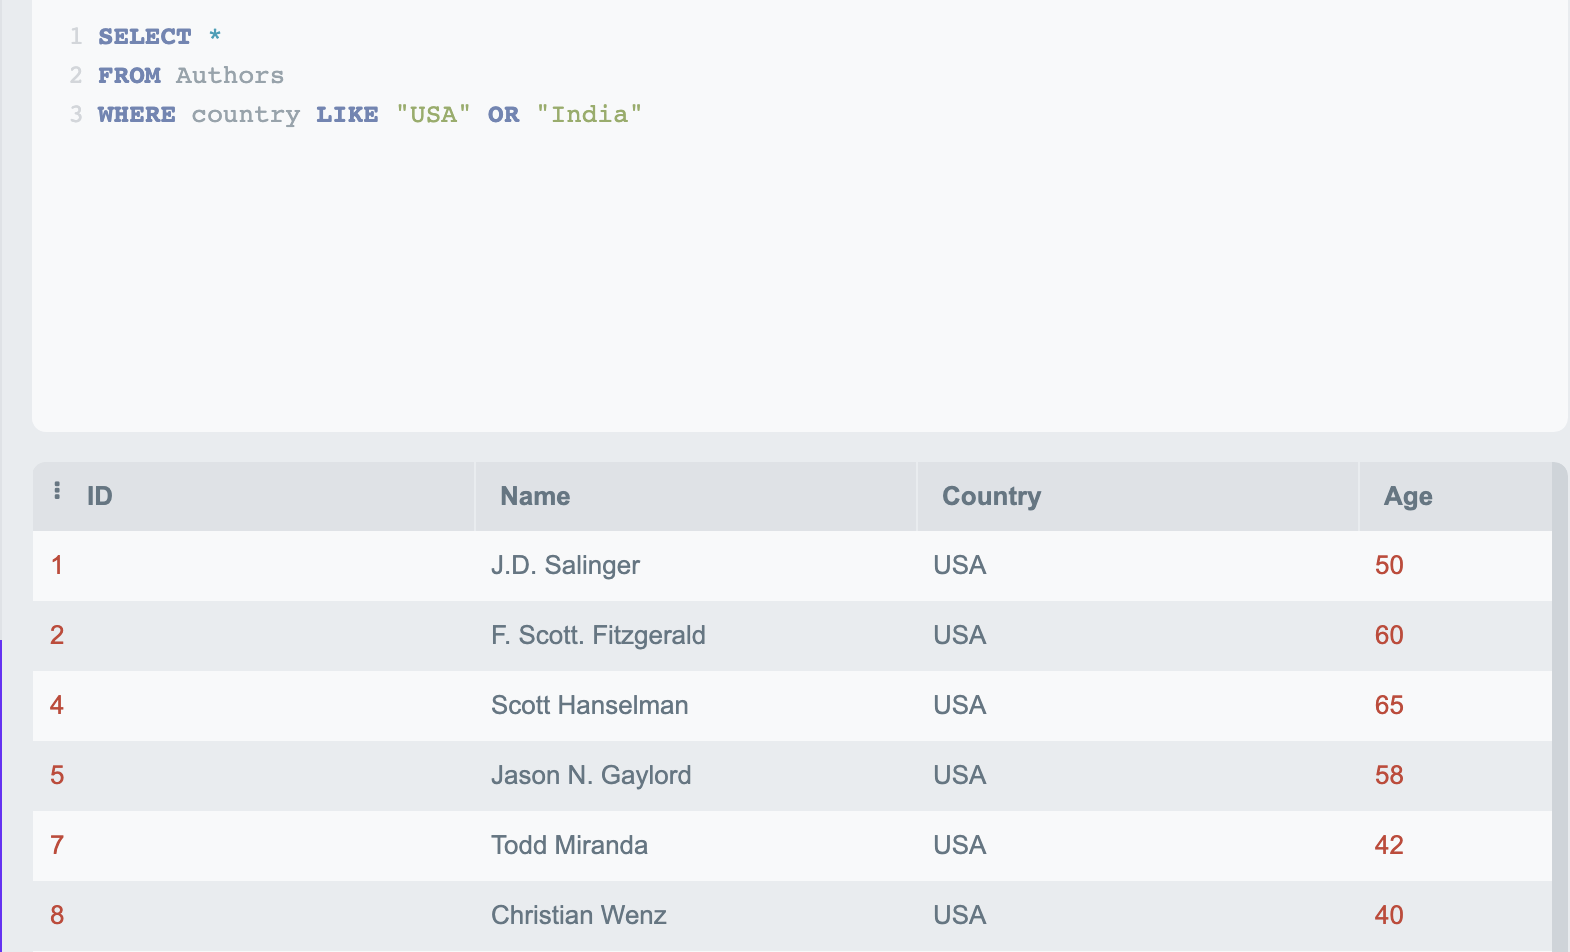 1 SELECT *
2 FROM Authors
3 WHERE country LIKE "USA" OR "India"
ID Name Country Age
1 J.D. Salinger USA 50
2 F. Scott. Fitzgerald USA 60
4 Scott Hanselman USA 65
5 Jason N. Gaylord USA 58
7 Todd Miranda USA 42
8 Christian Wenz USA 40